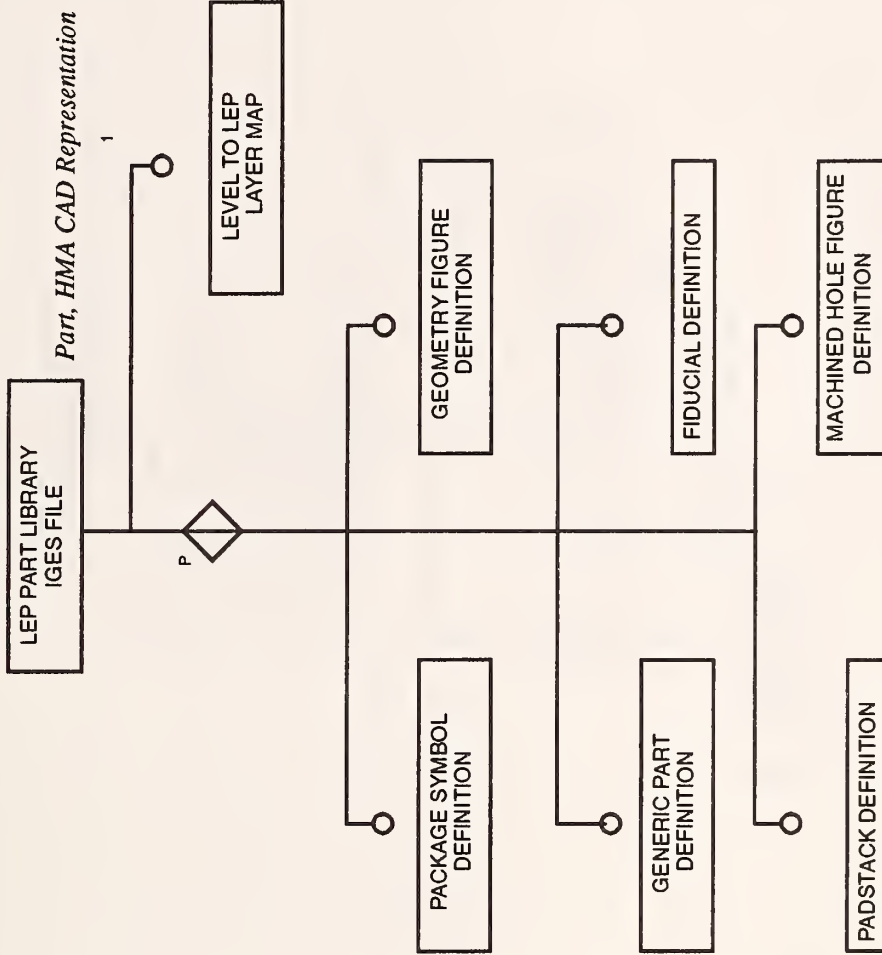 LEP PART LIBRARY
IGES FILE
Part, HMA CAD Representation
1
LEVEL TO LEP
LAYER MAP
P
PACKAGE SYMBOL
DEFINITION
GEOMETRY FIGURE
DEFINITION
GENERIC PART
DEFINITION
FIDUCIAL DEFINITION
PADSTACK DEFINITION
MACHINED HOLE FIGURE
DEFINITION